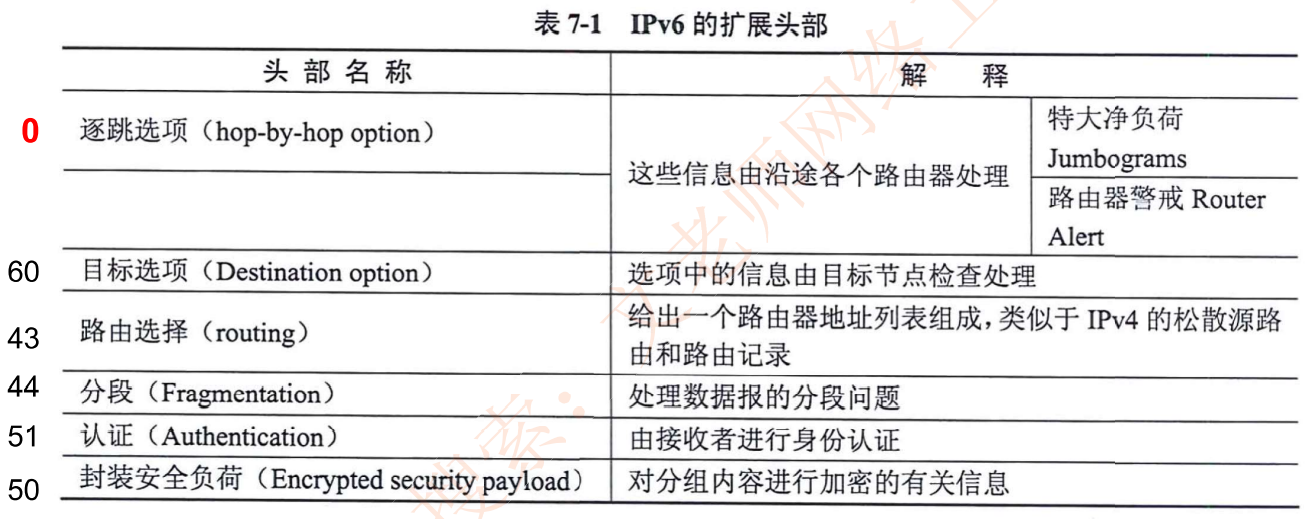 表 7-1 IPv6 的扩展头部
头 部 名 称 解 释
0 逐跳选项（hop-by-hop option） 这些信息由沿途各个路由器处理 特大净负荷
Jumbograms
路由器警戒 Router
Alert
60 目标选项（Destination option） 选项中的信息由目标节点检查处理
43 路由选择（routing） 给出一个路由器地址列表组成，类似于 IPv4 的松散源路
由和路由记录
44 分段（Fragmentation） 处理数据报的分段问题
51 认证（Authentication） 由接收者进行身份认证
50 封装安全负荷（Encrypted security payload） 对分组内容进行加密的有关信息
搜索：文老师网络工